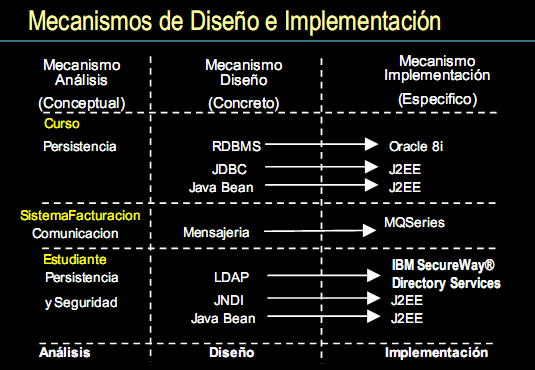 Mecanismos de Diseño e Implementación
Mecanismo Análisis (Conceptual)
Mecanismo Diseño (Concreto)
Mecanismo Implementación (Especifico)
Curso
Persistencia
RDBMS
Oracle 8i
JDBC
J2EE
Java Bean
J2EE
SistemaFacturacion
Comunicacion
Mensajeria
MQSeries
Estudiante
Persistencia
y Seguridad
LDAP
IBM SecureWay®
Directory Services
JNDI
J2EE
Java Bean
J2EE
Análisis
Diseño
Implementación